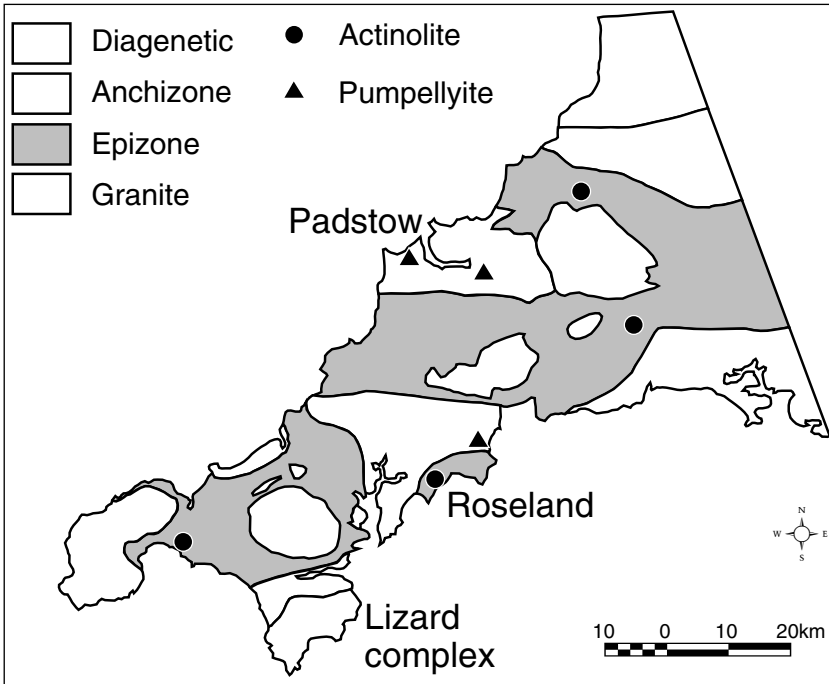 Diagenetic
Anchizone
Epizone
Granite
Actinolite
Pumpellyite
Padstow
Roseland
Lizard
complex
N
W E
S
10 0 10 20km